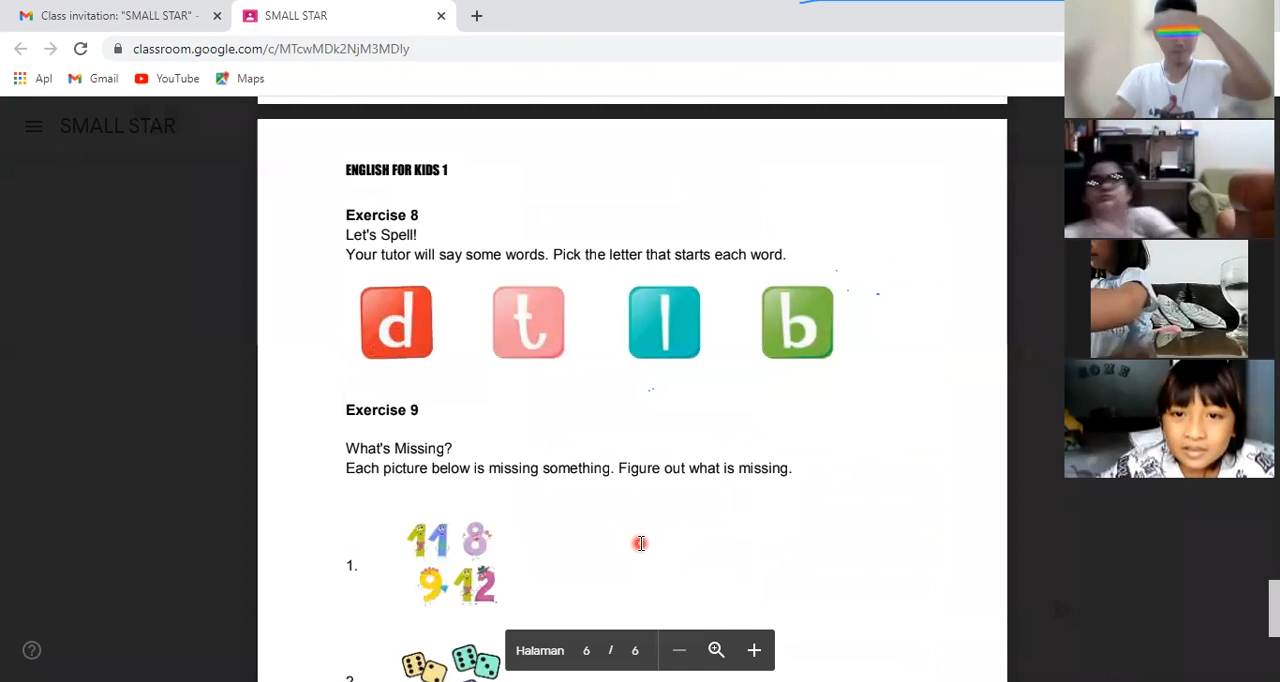 Class invitation: "SMALL STAR" -
SMALL STAR
classroom.google.com/c/MTcwMDk2NjM3MDIy
Apl
Gmail
YouTube
Maps
SMALL STAR
ENGLISH FOR KIDS 1
Exercise 8
Let's Spell!
Your tutor will say some words. Pick the letter that starts each word.
d t l b
Exercise 9
What's Missing?
Each picture below is missing something. Figure out what is missing.
1.
11 8
9 12
2.
Halaman 6 / 6
HOME